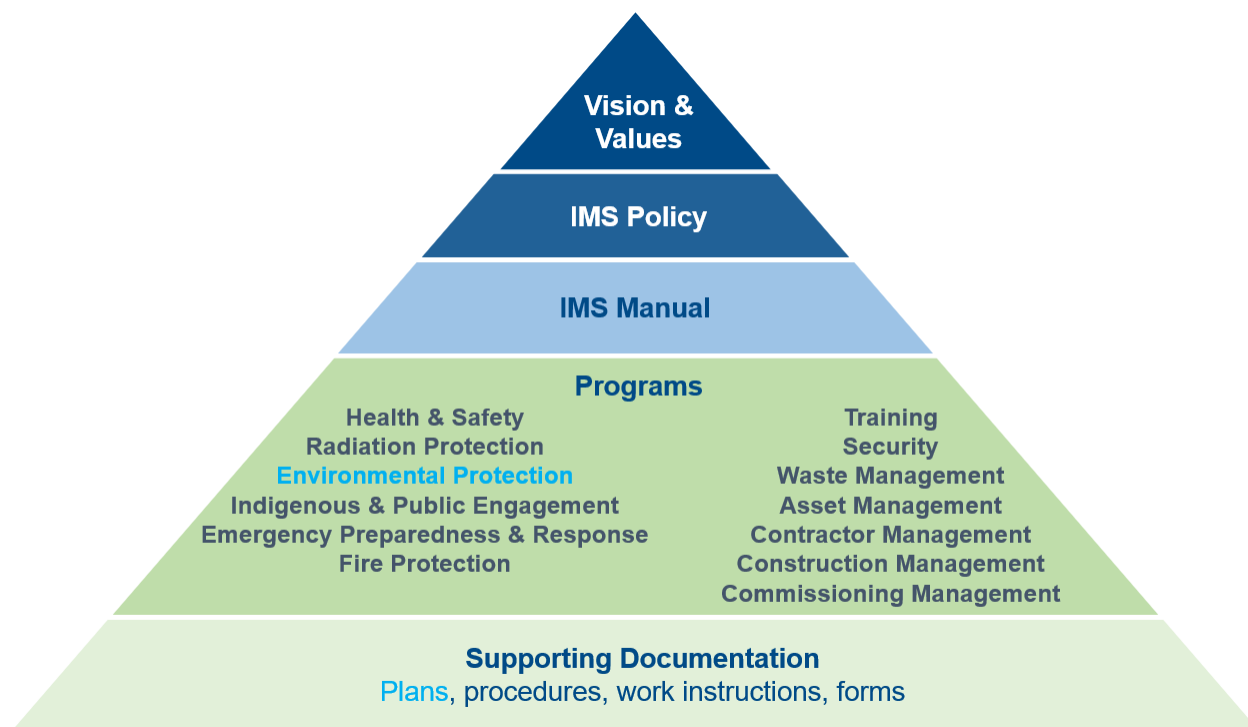 Vision &
Values
IMS Policy
IMS Manual
Programs
Health & Safety
Radiation Protection
Environmental Protection
Indigenous & Public Engagement
Emergency Preparedness & Response
Fire Protection
Training
Security
Waste Management
Asset Management
Contractor Management
Construction Management
Commissioning Management
Supporting Documentation
Plans, procedures, work instructions, forms